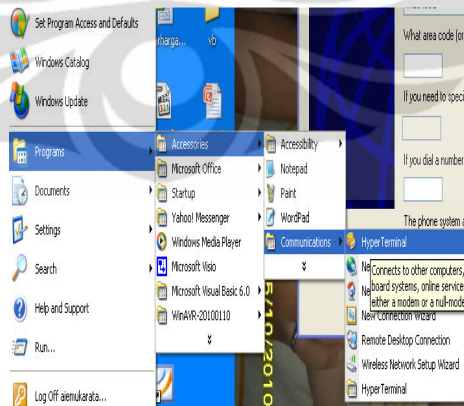 Set Program Access and Defaults
Windows Catalog
Windows Update
Programs
Documents
Settings
Search
Help and Support
Run...
Log Off aiemukarata...
vb
Accessories
Microsoft Office
Startup
Yahoo! Messenger
Windows Media Player
Microsoft Visio
Microsoft Visual Basic 6.0
WinAVR-20100110
Accessibility
Notepad
Paint
WordPad
Communications
HyperTerminal
Connects to other computers,
board systems, online service
either a modem or a null-mode
New Connection Wizard
Remote Desktop Connection
Wireless Network Setup Wizard
HyperTerminal
What area code (or
If you need to speci
If you dial a number
The phone system a
5/10/2010